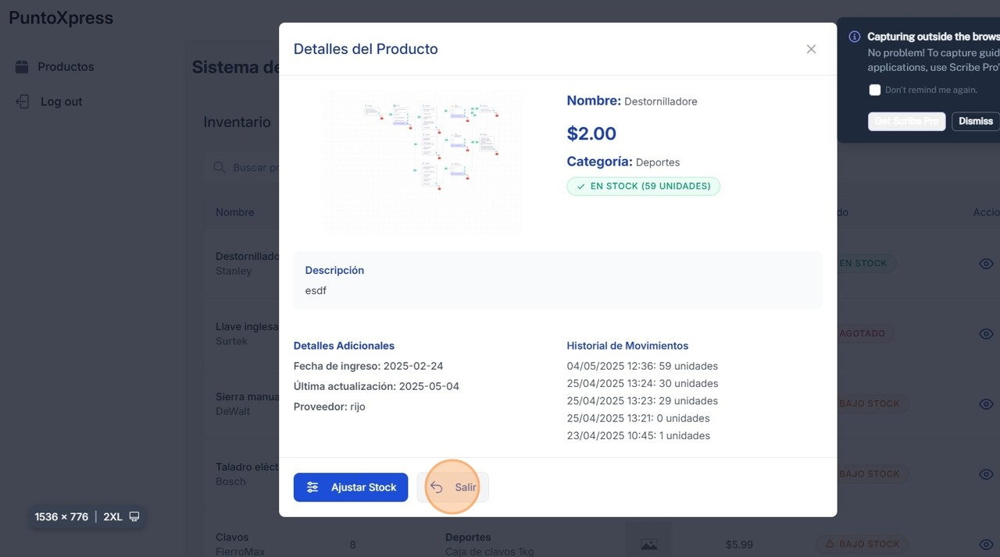 PuntoXpress
Productos
Log out
Sistema de
Inventario
Buscar pr
Nombre
do
Accio
Destornillado
Stanley
EN STOCK
Llave inglesa
Surtek
AGOTADO
Sierra manua
DeWalt
BAJO STOCK
Taladro eléct
Bosch
BAJO STOCK
Clavos
FierroMax
8
Deportes
Caja de clavos 1kg
$5.99
BAJO STOCK
Detalles del Producto
Nombre: Destornilladore
$2.00
Categoría: Deportes
EN STOCK (59 UNIDADES)
Descripción
esdf
Detalles Adicionales
Fecha de ingreso: 2025-02-24
Última actualización: 2025-05-04
Proveedor: rijo
Historial de Movimientos
04/05/2025 12:36: 59 unidades
25/04/2025 13:24: 30 unidades
25/04/2025 13:23: 29 unidades
25/04/2025 13:21: 0 unidades
23/04/2025 10:45: 1 unidades
Ajustar Stock
Salir
Capturing outside the brows
No problem! To capture guid
applications, use Scribe Pro'
Don't remind me again.
Get Scribe Pro
Dismiss
1536 × 776 | 2XL